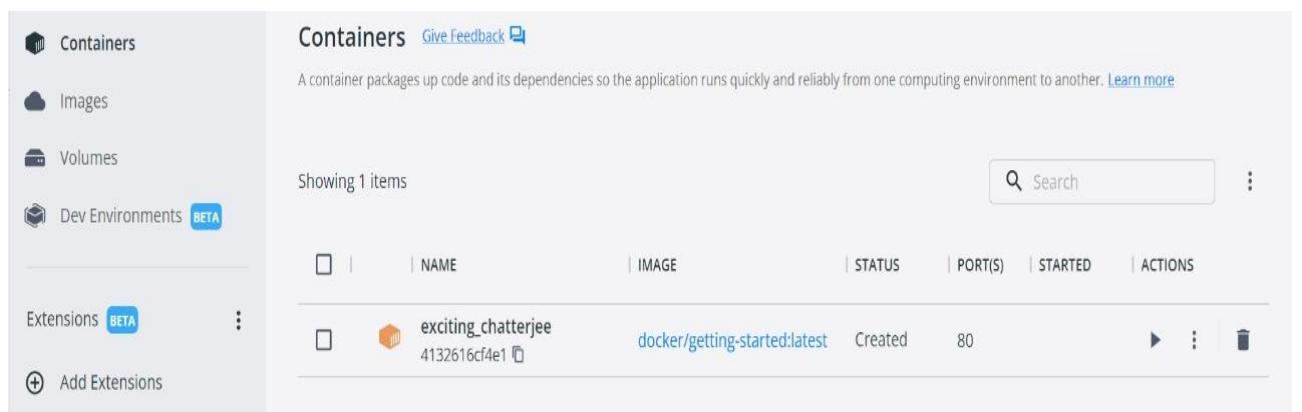 Containers
Images
Volumes
Dev Environments BETA
Extensions BETA
Add Extensions
Containers Give Feedback
A container packages up code and its dependencies so the application runs quickly and reliably from one computing environment to another. Learn more
Showing 1 items
Search
NAME IMAGE STATUS PORT(S) STARTED ACTIONS
exciting_chatterjee docker/getting-started:latest Created 80
4132616cf4e1